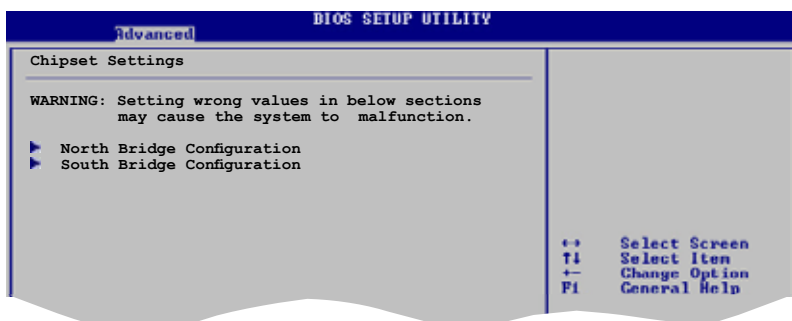 BIOS SETUP UTILITY
Advanced
Chipset Settings
WARNING: Setting wrong values in below sections
may cause the system to malfunction.
North Bridge Configuration
South Bridge Configuration
←→ Select Screen
↑↓ Select Item
+- Change Option
F1 General Help